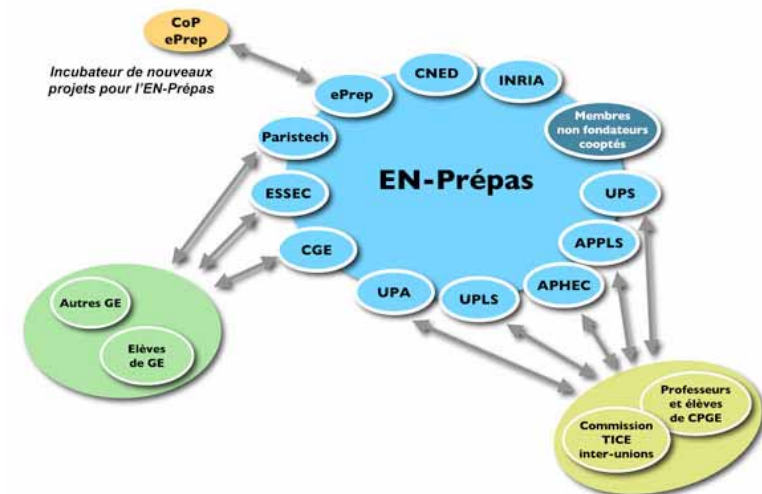 CoP
ePrep
Incubateur de nouveaux
projets pour l'EN-Prépas
ePrep
CNED
INRIA
Membres
non fondateurs
cooptés
Paristech
ESSEC
EN-Prépas
UPS
CGE
APPLS
UPA
UPLS
APHEC
Autres GE
Elèves
de GE
Professeurs
et élèves
de CPGE
Commission
TICE
inter-unions